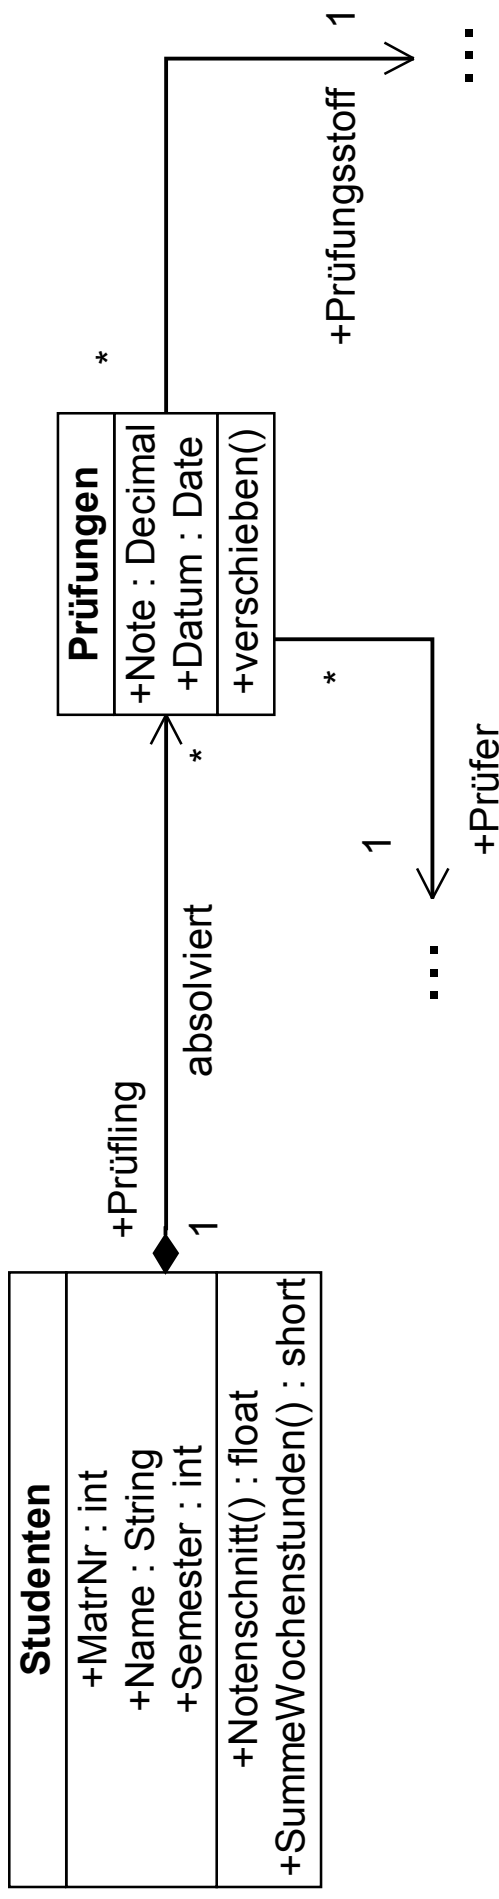 Studenten
+MatrNr : int
+Name : String
+Semester : int
+Notenschnitt() : float
+SummeWochenstunden() : short
+Prüfling
1
absolviert
*
Prüfungen
+Note : Decimal
+Datum : Date
+verschieben()
*
1
+Prüfer
...
*
+Prüfungsstoff
1
...